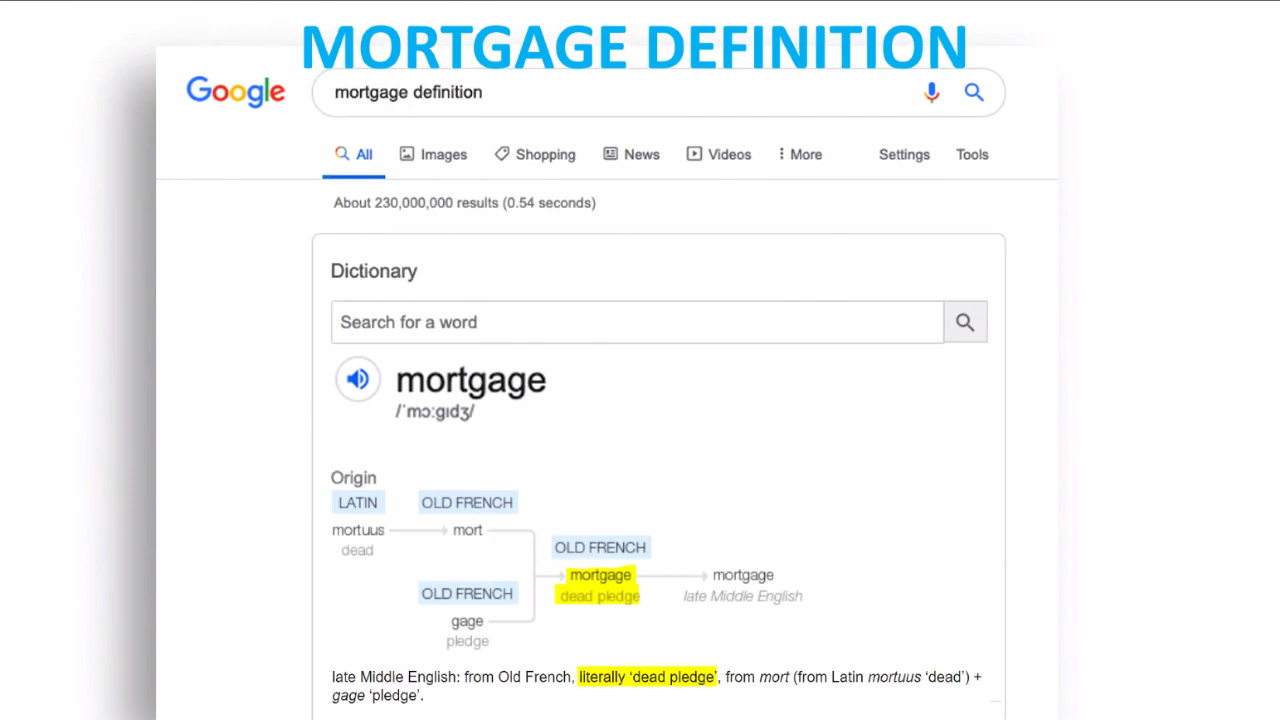 MORTGAGE DEFINITION
Google
mortgage definition
All Images Shopping News Videos More Settings Tools
About 230,000,000 results (0.54 seconds)
Dictionary
Search for a word
mortgage
/ˈmɔːɡɪdʒ/
Origin
LATIN OLD FRENCH
mortuus mort
dead
OLD FRENCH
mortgage mortgage
dead pledge late Middle English
OLD FRENCH
gage
pledge
late Middle English: from Old French, literally ‘dead pledge’, from mort (from Latin mortuus ‘dead’) +
gage ‘pledge’.